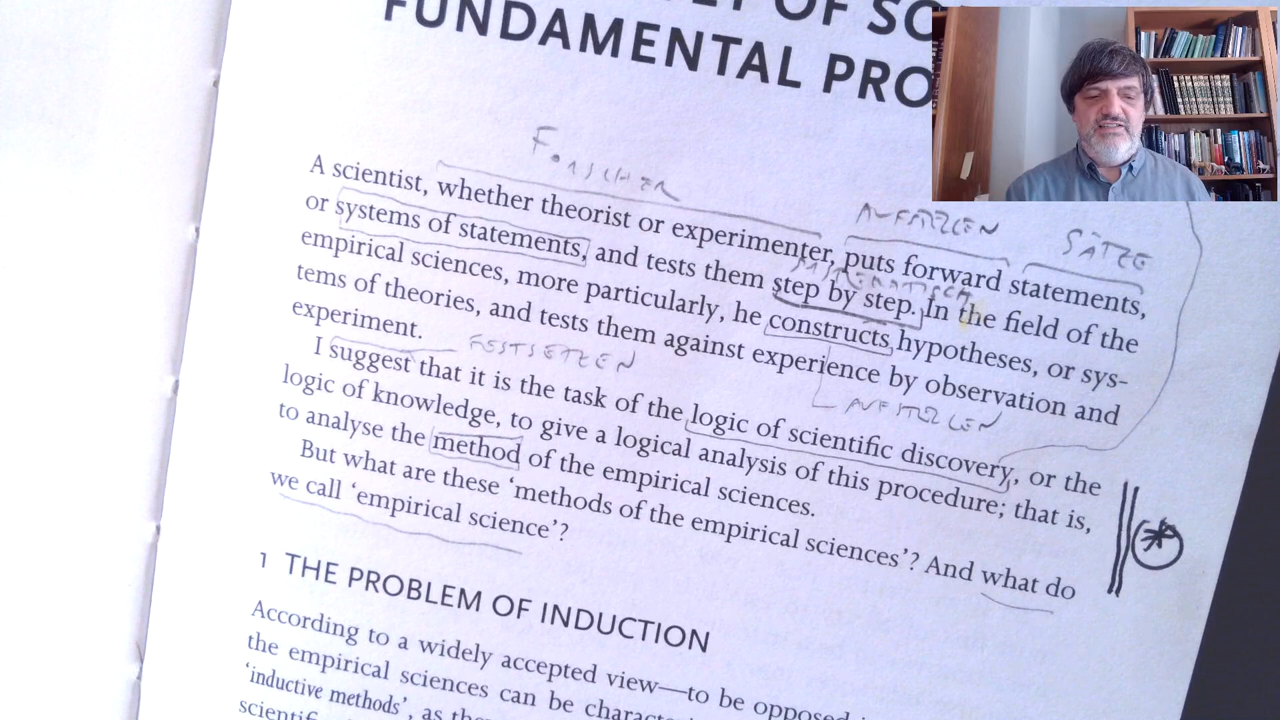 OF SO
FUNDAMENTAL PRO
FORSCHER
AUFSTELLEN
SÄTZE
A scientist, whether theorist or experimenter, puts forward statements,
or systems of statements, and tests them step by step. In the field of the
SYSTEMATISCH
empirical sciences, more particularly, he constructs hypotheses, or sys-
tems of theories, and tests them against experience by observation and
experiment.
FESTSETZEN
AUFSTELLEN
I suggest that it is the task of the logic of scientific discovery, or the
logic of knowledge, to give a logical analysis of this procedure; that is,
to analyse the method of the empirical sciences.
But what are these ‘methods of the empirical sciences’? And what do
we call ‘empirical science’?
1 THE PROBLEM OF INDUCTION
According to a widely accepted view—to be opposed
the empirical sciences can be
‘inductive methods’, as